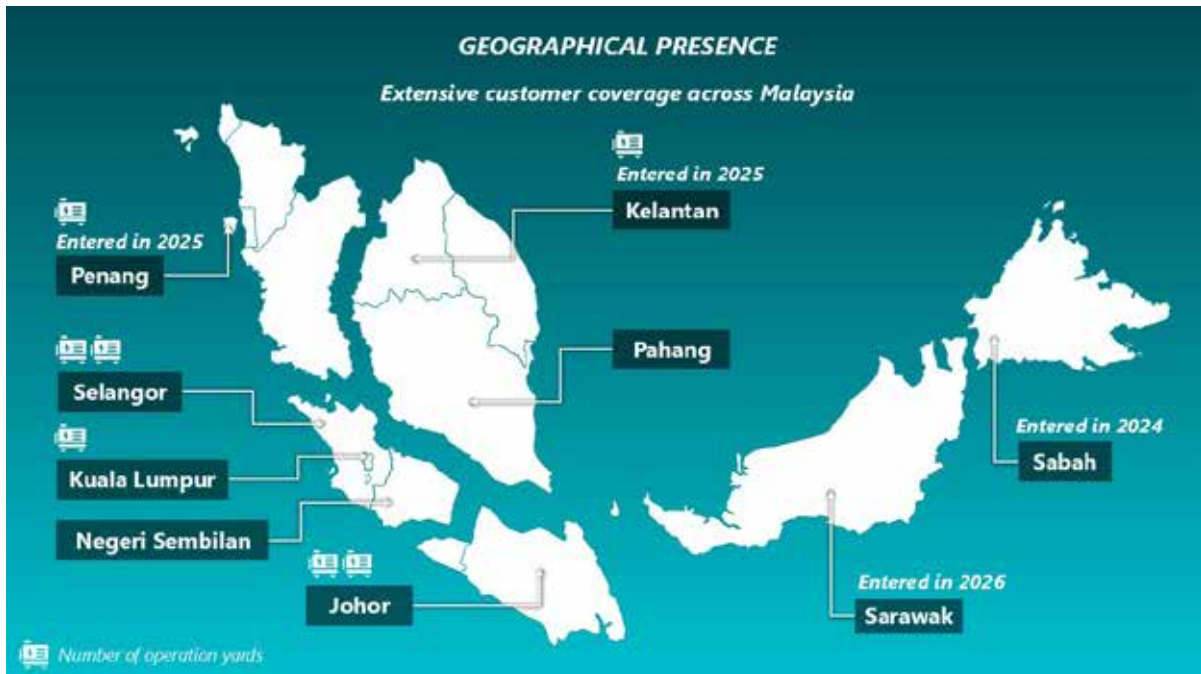 GEOGRAPHICAL PRESENCE
Extensive customer coverage across Malaysia
Entered in 2025
Kelantan
Entered in 2025
Penang
Pahang
Selangor
Entered in 2024
Sabah
Kuala Lumpur
Negeri Sembilan
Johor
Entered in 2026
Sarawak
Number of operation yards